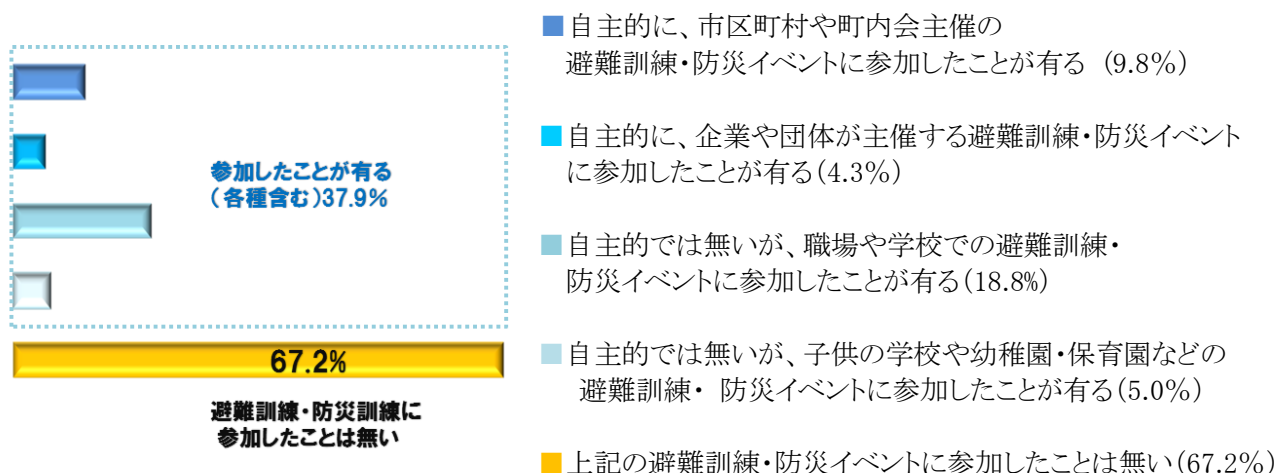 参加したことが有る
(各種含む)37.9%
67.2%
避難訓練・防災訓練に
参加したことは無い
■自主的に、市区町村や町内会主催の
避難訓練・防災イベントに参加したことが有る (9.8%)
■自主的に、企業や団体が主催する避難訓練・防災イベント
に参加したことが有る(4.3%)
■自主的では無いが、職場や学校での避難訓練・
防災イベントに参加したことが有る(18.8%)
■自主的では無いが、子供の学校や幼稚園・保育園などの
避難訓練・ 防災イベントに参加したことが有る(5.0%)
■上記の避難訓練・防災イベントに参加したことは無い(67.2%)